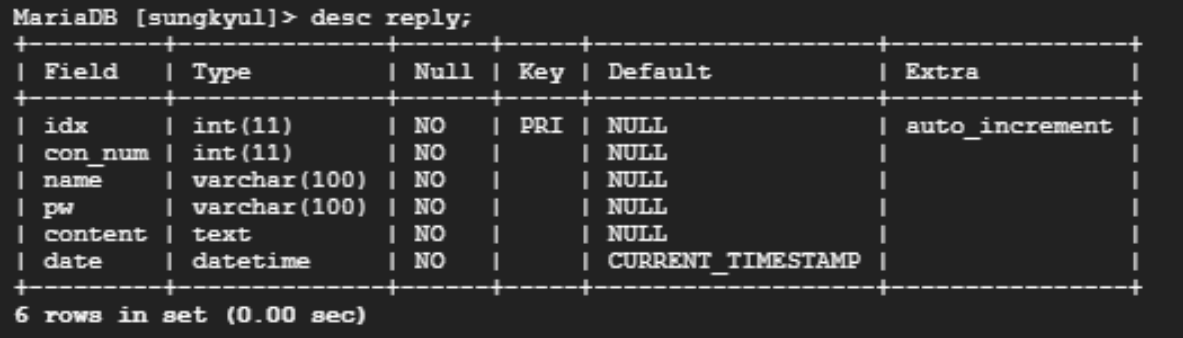 MariaDB [sungkyul]> desc reply;
+---------+--------------+------+-----+-------------------+----------------+
| Field   | Type         | Null | Key | Default           | Extra          |
+---------+--------------+------+-----+-------------------+----------------+
| idx     | int(11)      | NO   | PRI | NULL              | auto_increment |
| con_num | int(11)      | NO   |     | NULL              |                |
| name    | varchar(100) | NO   |     | NULL              |                |
| pw      | varchar(100) | NO   |     | NULL              |                |
| content | text         | NO   |     | NULL              |                |
| date    | datetime     | NO   |     | CURRENT_TIMESTAMP |                |
+---------+--------------+------+-----+-------------------+----------------+
6 rows in set (0.00 sec)